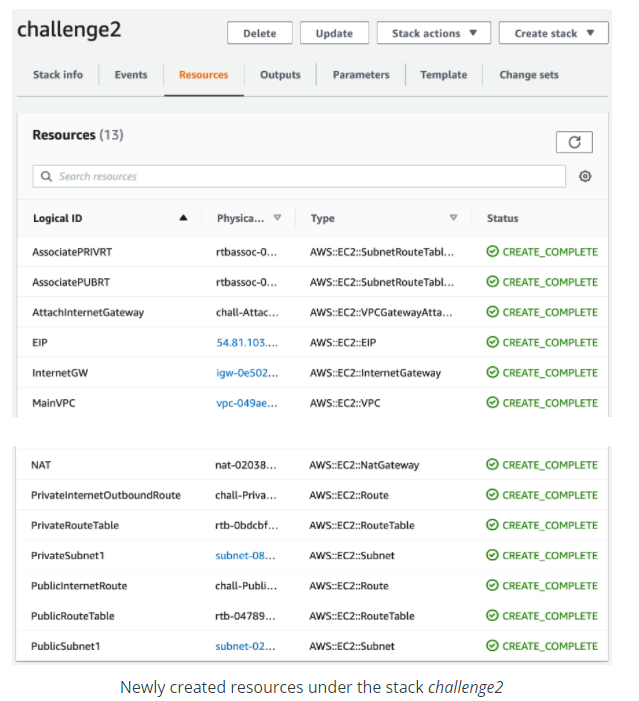 challenge2
Delete Update Stack actions ▼ Create stack ▼
Stack info Events Resources Outputs Parameters Template Change sets
Resources (13)
Search resources
Logical ID ▲ Physica... ▽ Type ▽ Status
AssociatePRIVRT rtbassoc-0... AWS::EC2::SubnetRouteTabl... CREATE_COMPLETE
AssociatePUBRT rtbassoc-0... AWS::EC2::SubnetRouteTabl... CREATE_COMPLETE
AttachInternetGateway chall-Attac... AWS::EC2::VPCGatewayAtta... CREATE_COMPLETE
EIP 54.81.103.... AWS::EC2::EIP CREATE_COMPLETE
InternetGW igw-0e502... AWS::EC2::InternetGateway CREATE_COMPLETE
MainVPC vpc-049ae... AWS::EC2::VPC CREATE_COMPLETE
NAT nat-02038... AWS::EC2::NatGateway CREATE_COMPLETE
PrivateInternetOutboundRoute chall-Priva... AWS::EC2::Route CREATE_COMPLETE
PrivateRouteTable rtb-0bdcbf... AWS::EC2::RouteTable CREATE_COMPLETE
PrivateSubnet1 subnet-08... AWS::EC2::Subnet CREATE_COMPLETE
PublicInternetRoute chall-Publi... AWS::EC2::Route CREATE_COMPLETE
PublicRouteTable rtb-04789... AWS::EC2::RouteTable CREATE_COMPLETE
PublicSubnet1 subnet-02... AWS::EC2::Subnet CREATE_COMPLETE
Newly created resources under the stack challenge2